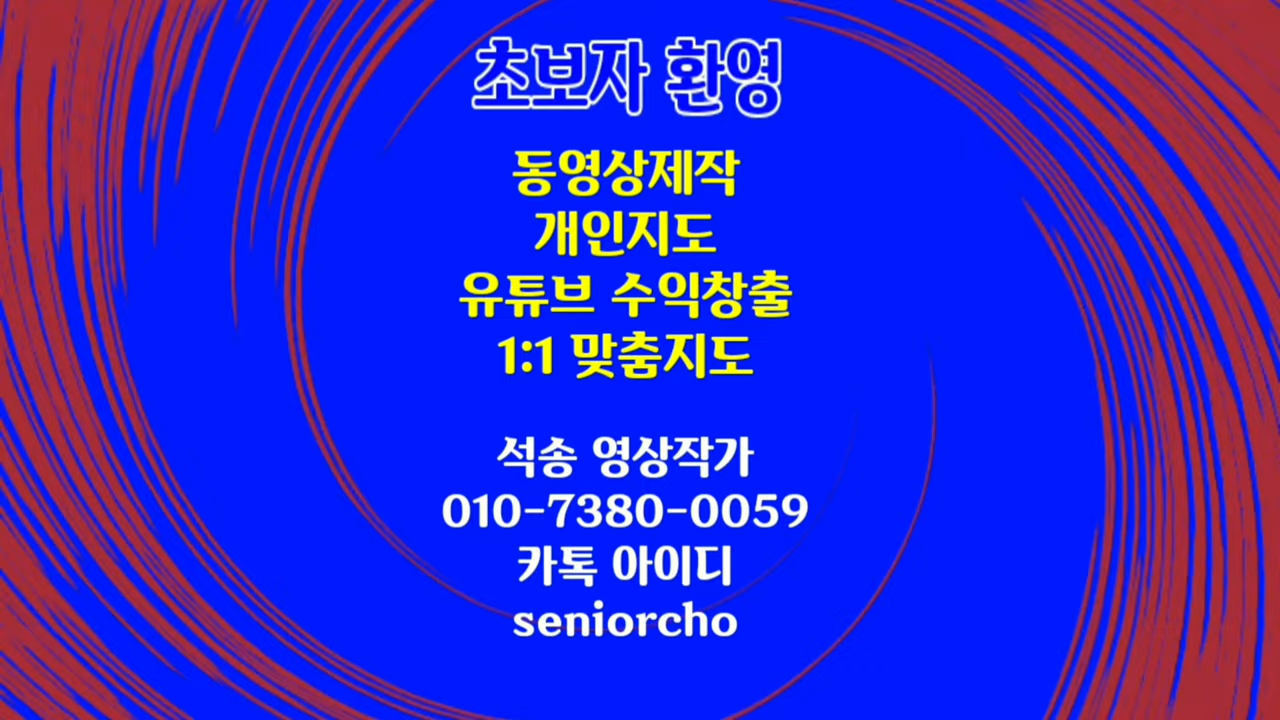 초보자 환영
동영상제작
개인지도
유튜브 수익창출
1:1 맞춤지도
석송 영상작가
010-7380-0059
카톡 아이디
seniorcho